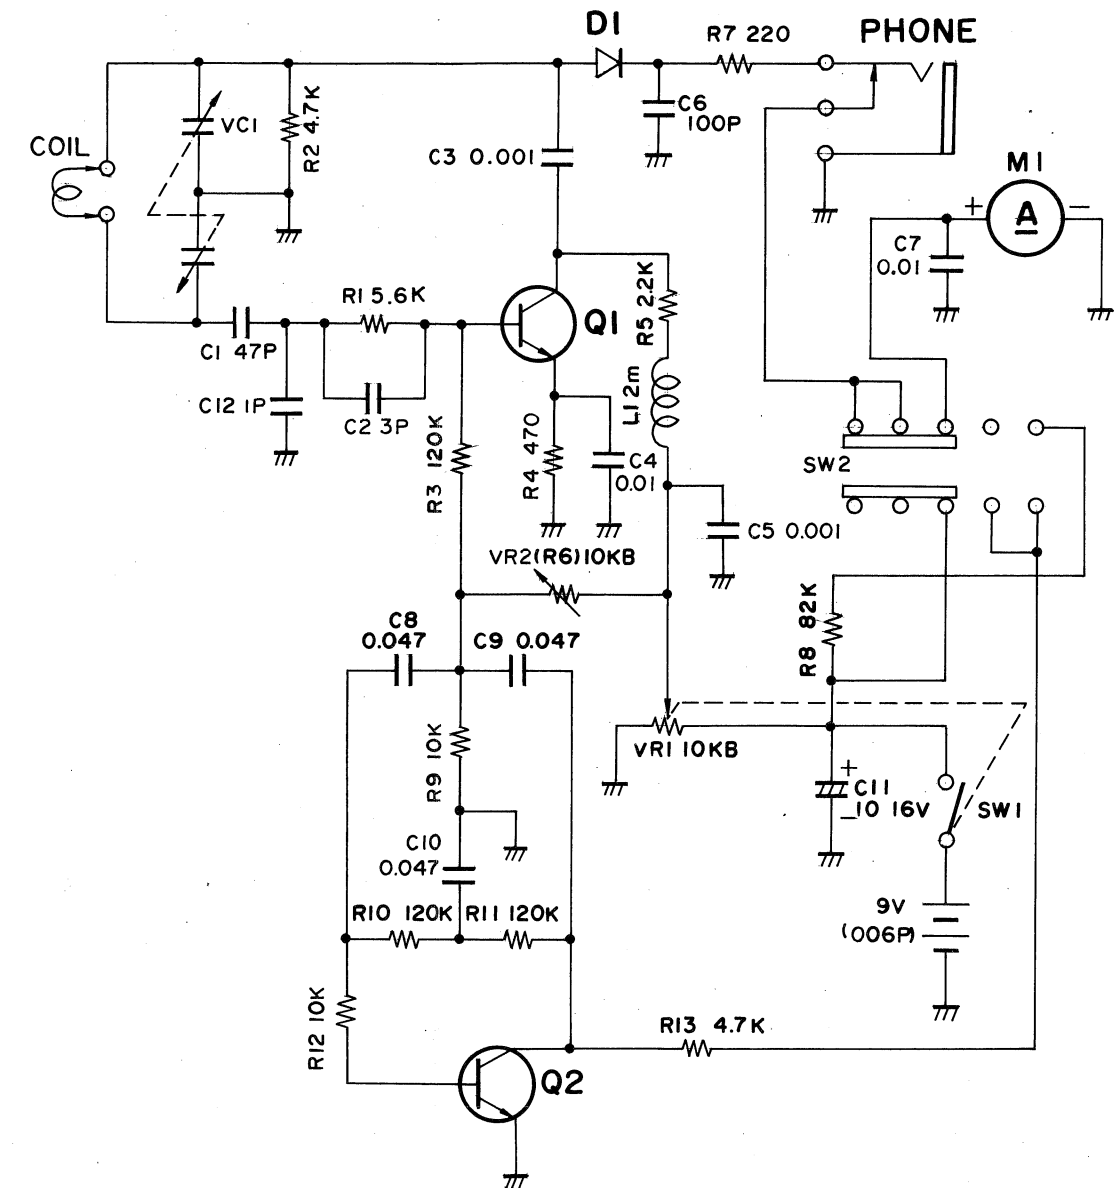 D1
R7 220
PHONE
C6
100P
VC1
R2 4.7K
COIL
C3 0.001
M1
+
A
−
C7
0.01
R1 5.6K
Q1
R5 2.2K
C1 47P
C12 1P
C2 3P
L1 2m
R3 120K
R4 470
C4
0.01
SW2
C5 0.001
VR2(R6)10KB
C8
0.047
C9 0.047
R8 82K
R9 10K
VR1 10KB
+
C11
−10 16V
SW1
C10
0.047
R10 120K
R11 120K
9V
(006P)
R12 10K
R13 4.7K
Q2